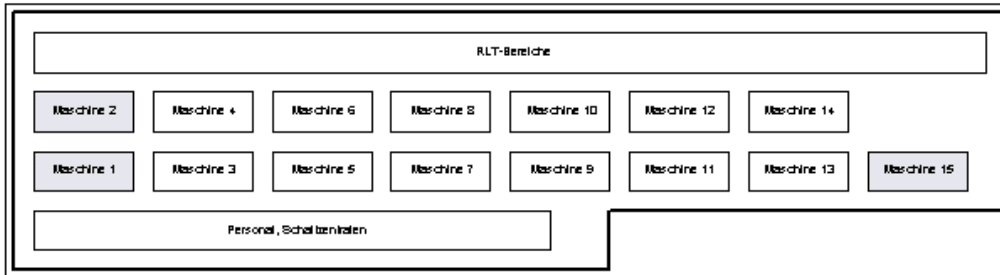 RLT-Bereiche
Maschine 2 Maschine 4 Maschine 6 Maschine 8 Maschine 10 Maschine 12 Maschine 14
Maschine 1 Maschine 3 Maschine 5 Maschine 7 Maschine 9 Maschine 11 Maschine 13 Maschine 15
Personal, Schaltzentralen